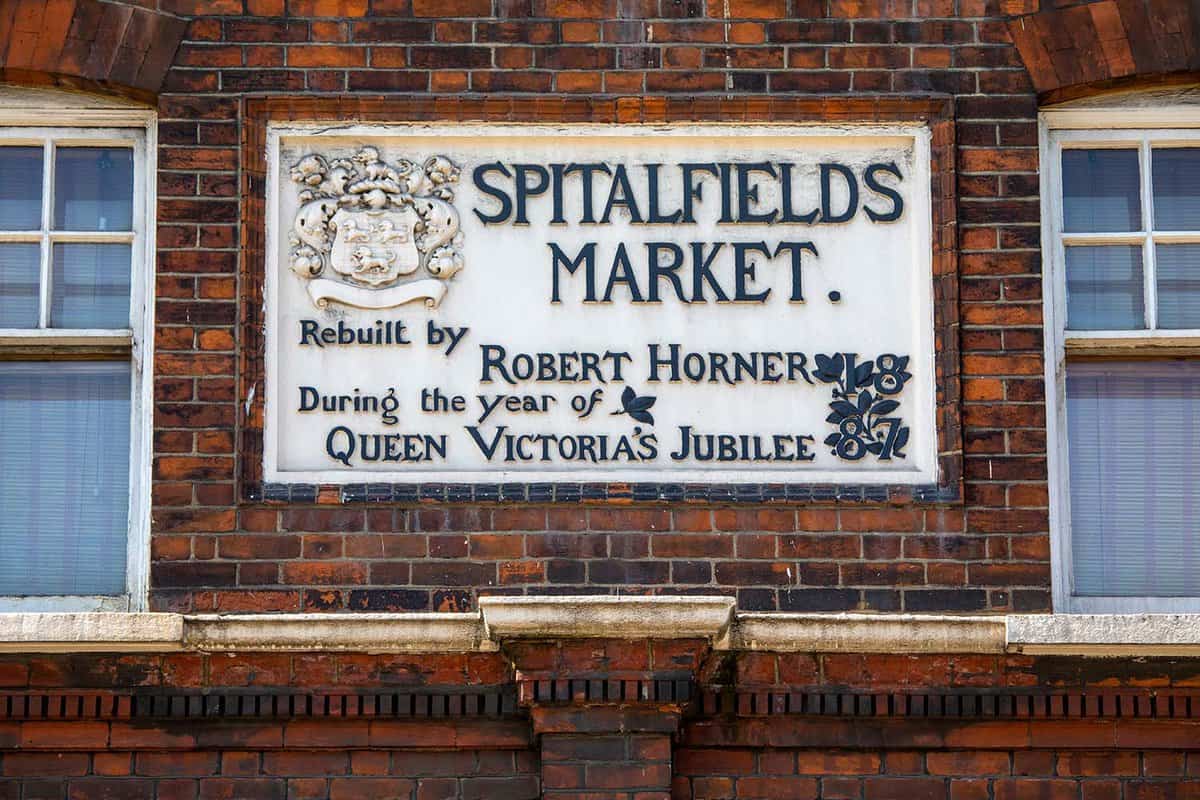 SPITALFIELDS
MARKET.
Rebuilt by
ROBERT HORNER 18
During the year of
QUEEN VICTORIA'S JUBILEE 87